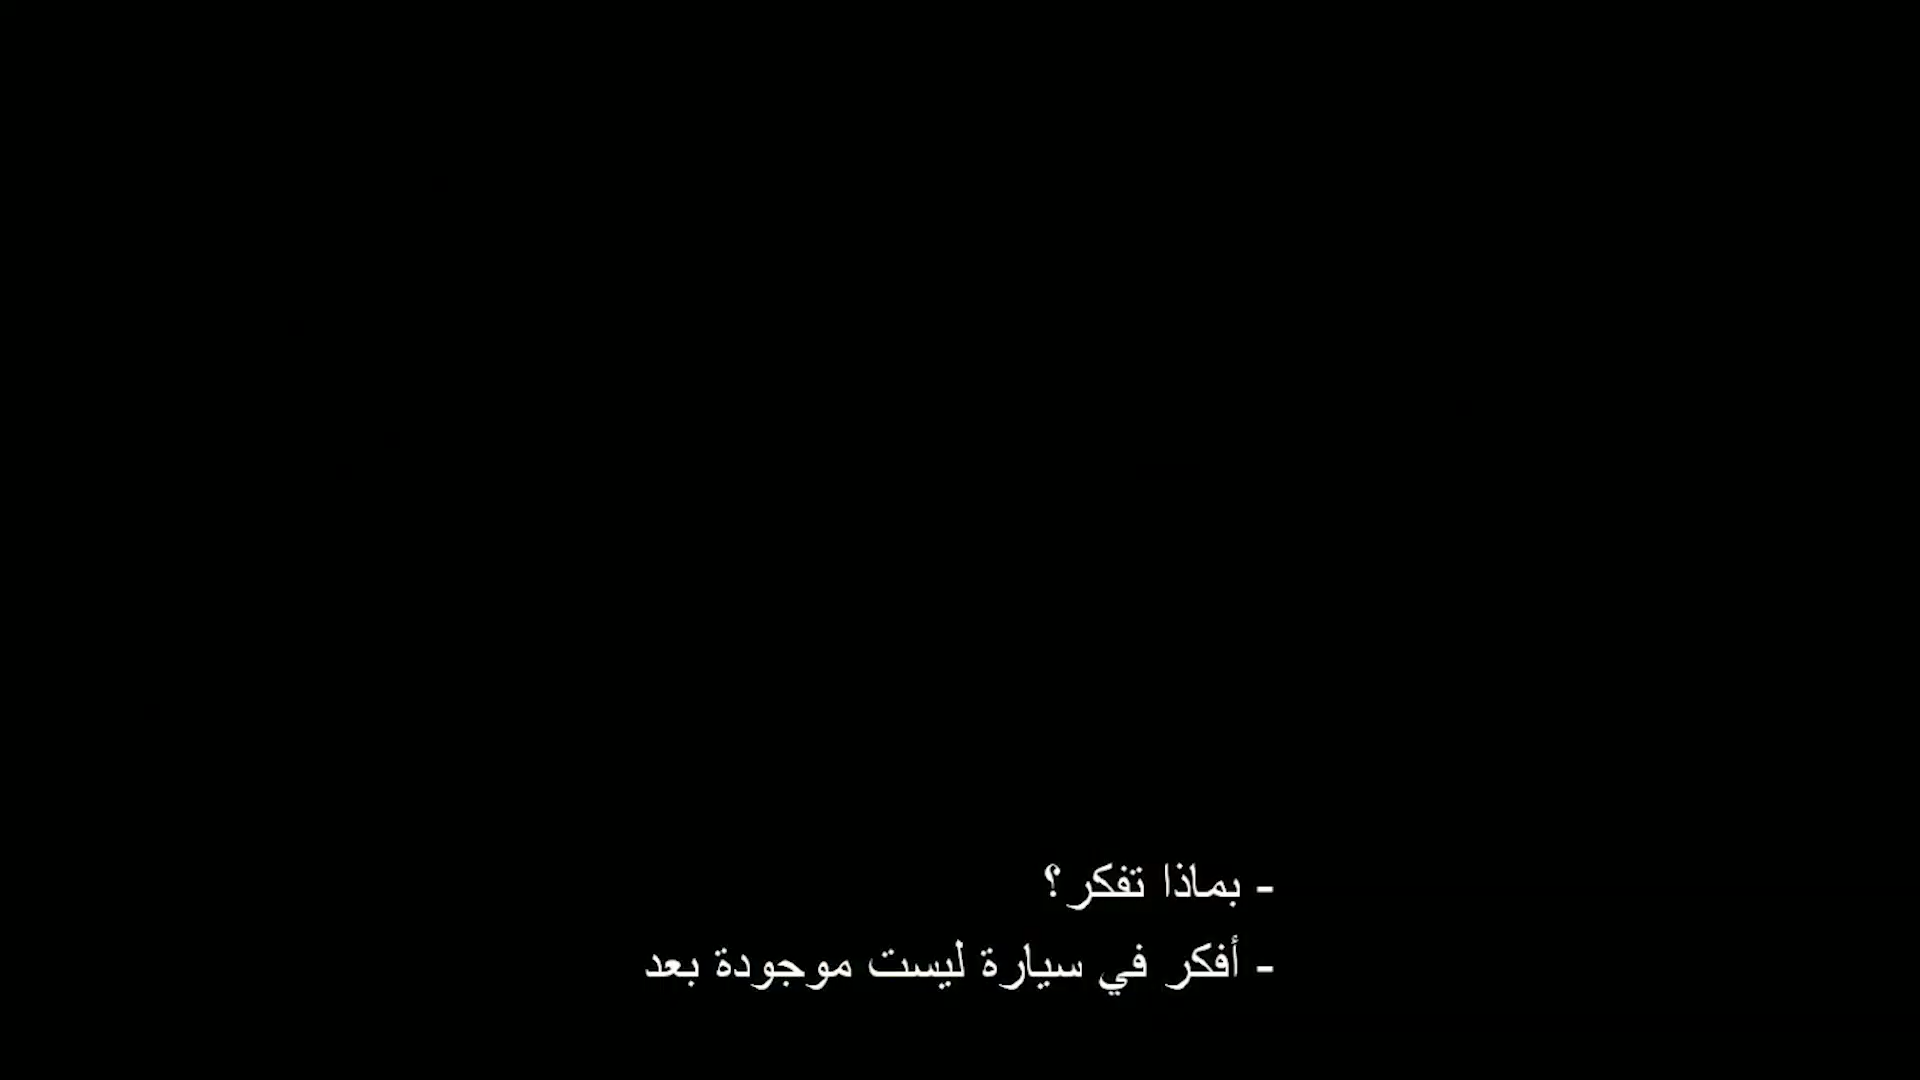 - بماذا تفكر؟
- أفكر في سيارة ليست موجودة بعد